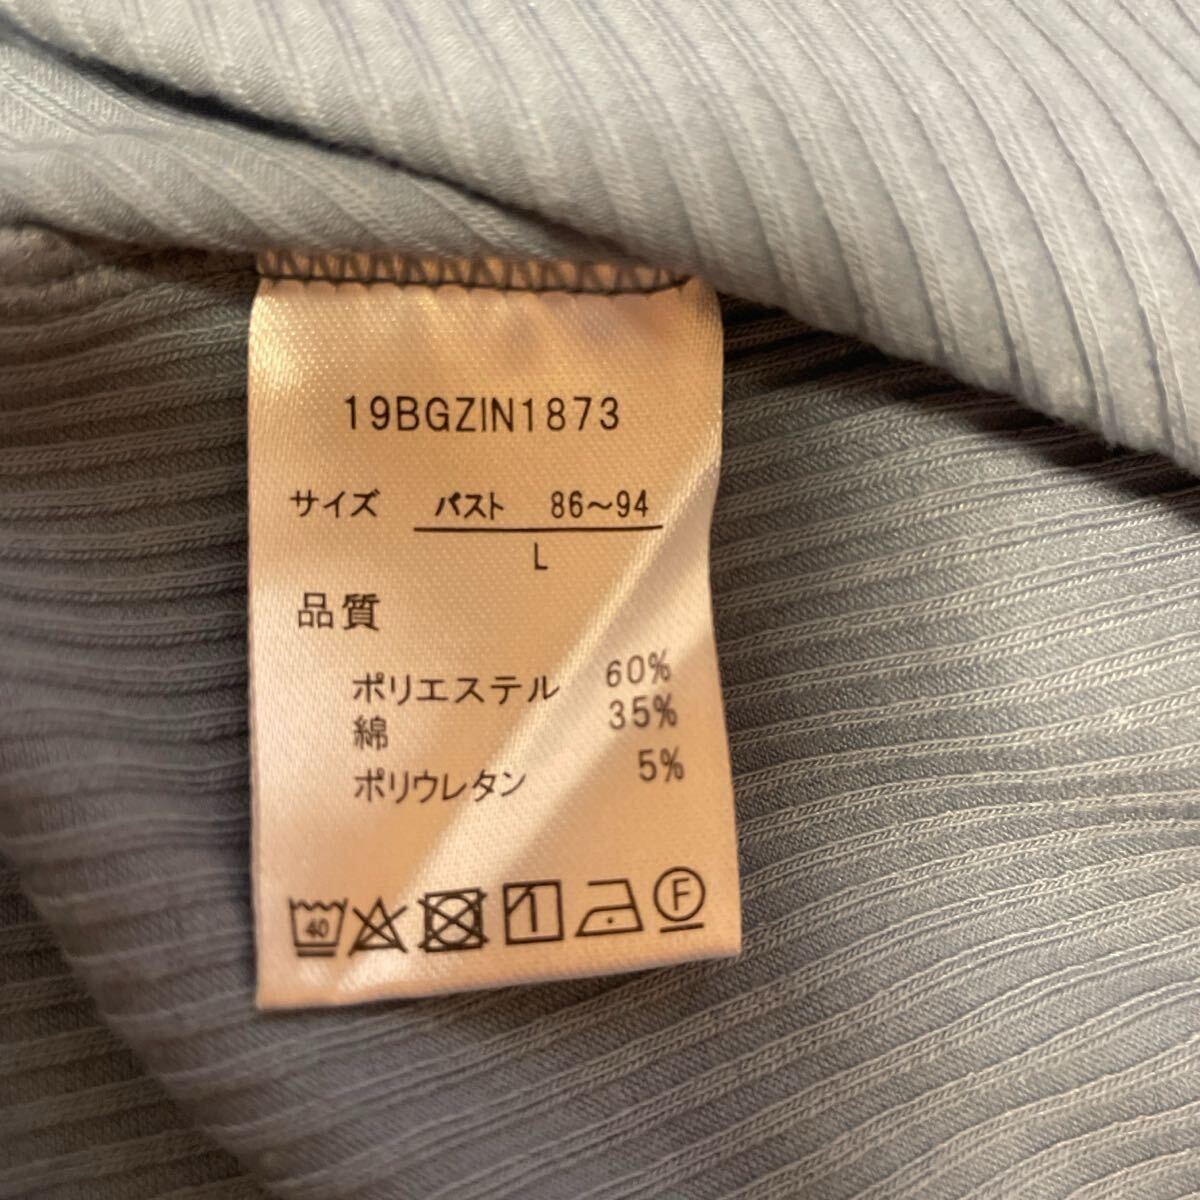 19BGZIN1873
サイズ バスト 86～94
L
品質
ポリエステル 60%
綿 35%
ポリウレタン 5%
40 F